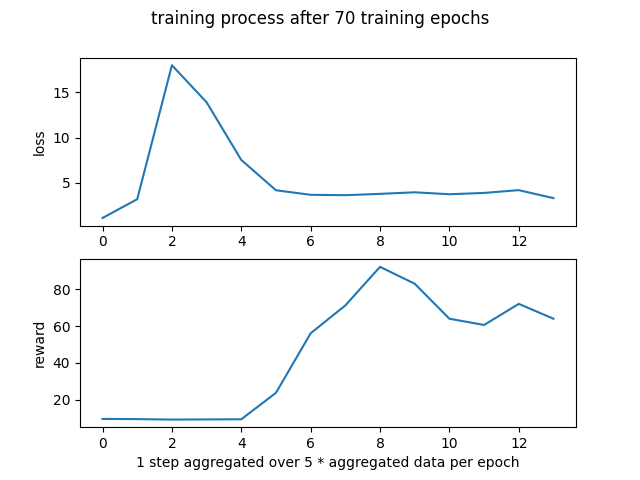 training process after 70 training epochs
15
10
5
loss
0 2 4 6 8 10 12
80
60
40
20
reward
0 2 4 6 8 10 12
1 step aggregated over 5 * aggregated data per epoch